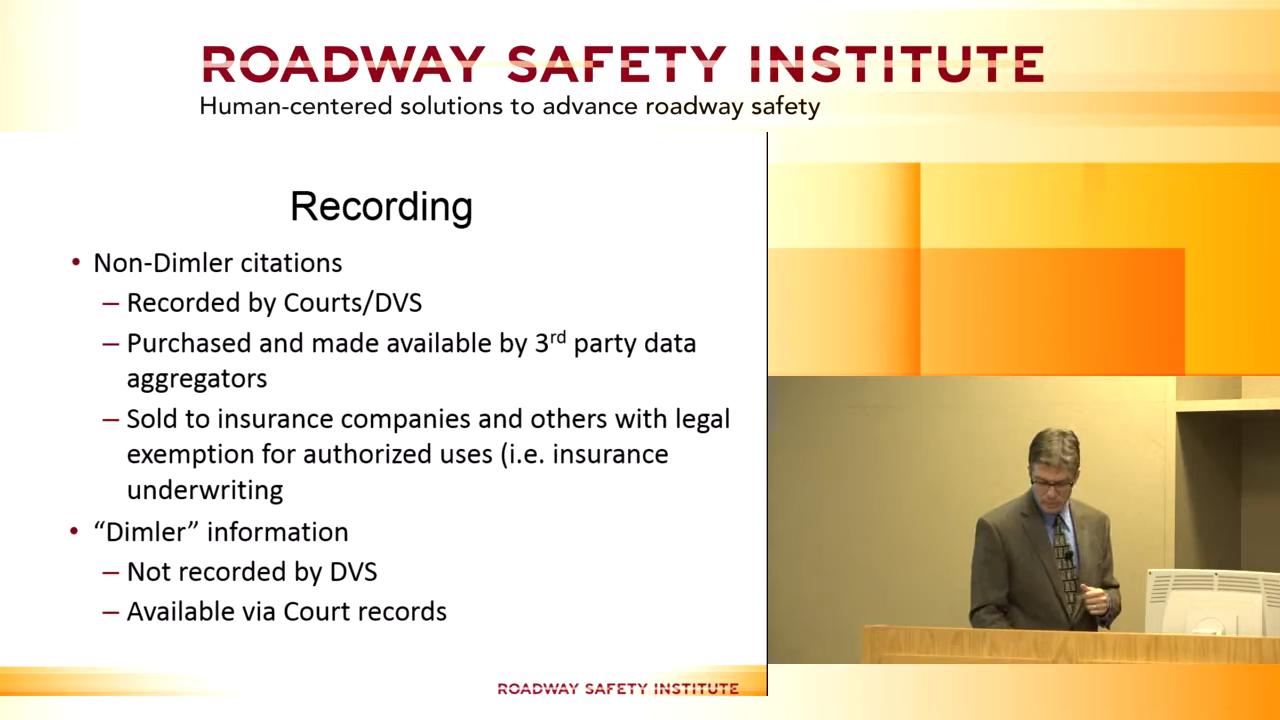 ROADWAY SAFETY INSTITUTE
Human-centered solutions to advance roadway safety
Recording
• Non-Dimler citations
– Recorded by Courts/DVS
– Purchased and made available by 3rd party data
aggregators
– Sold to insurance companies and others with legal
exemption for authorized uses (i.e. insurance
underwriting
• “Dimler” information
– Not recorded by DVS
– Available via Court records
ROADWAY SAFETY INSTITUTE